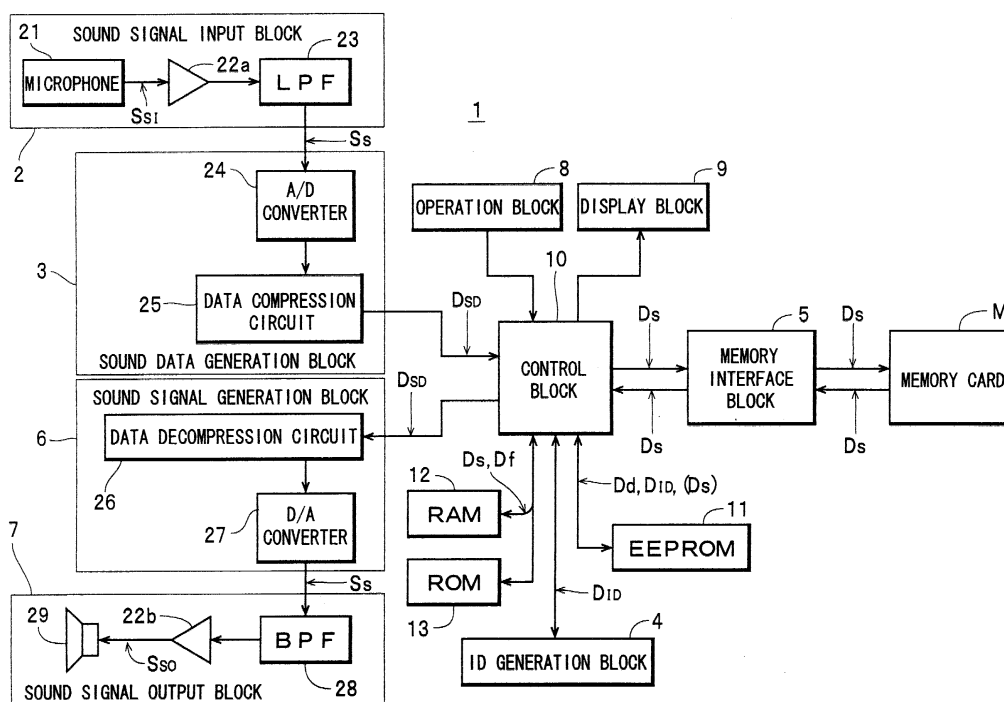 SOUND SIGNAL INPUT BLOCK
21
22a
23
MICROPHONE
LPF
SSI
2
Ss
1
24
A/D
CONVERTER
3
25
DATA COMPRESSION
CIRCUIT
DSD
SOUND DATA GENERATION BLOCK
8
OPERATION BLOCK
9
DISPLAY BLOCK
10
CONTROL
BLOCK
Ds
Ds
5
MEMORY
INTERFACE
BLOCK
Ds
Ds
M
MEMORY CARD
SOUND SIGNAL GENERATION BLOCK
DSD
6
DATA DECOMPRESSION CIRCUIT
26
27
D/A
CONVERTER
Ss
7
29
22b
BPF
SSO
28
SOUND SIGNAL OUTPUT BLOCK
Ds, Df
12
RAM
ROM
13
Dd, DID, (Ds)
11
EEPROM
DID
4
ID GENERATION BLOCK